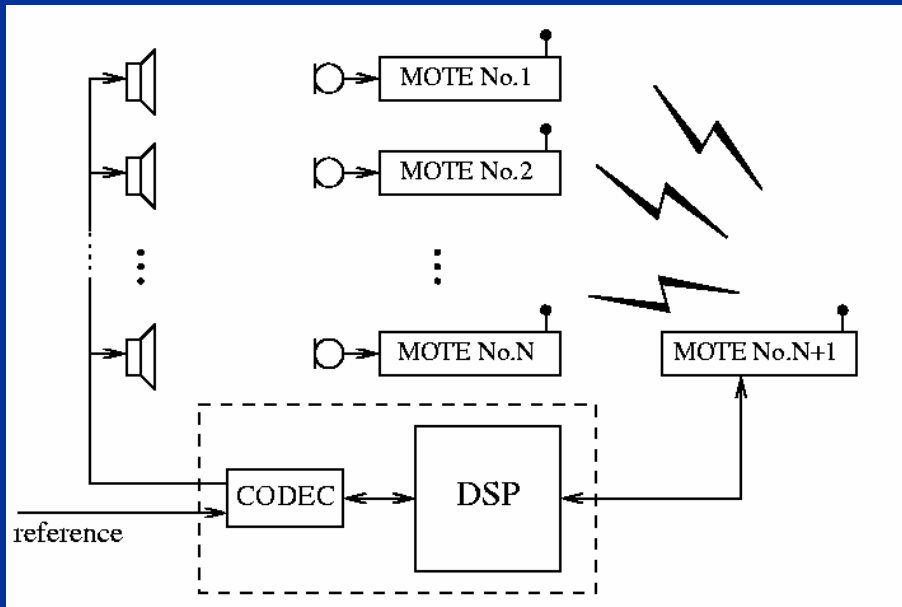 MOTE No.1
MOTE No.2
MOTE No.N
MOTE No.N+1
CODEC
DSP
reference